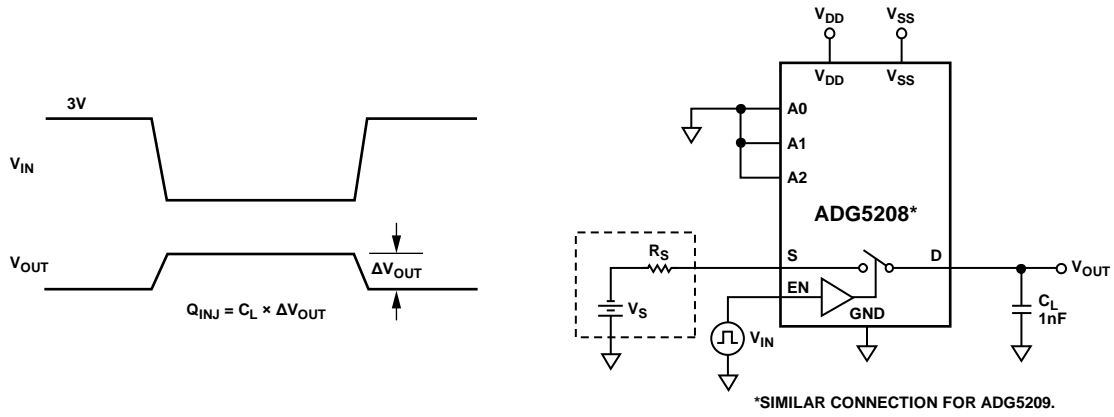 3V
V_IN
V_OUT
ΔV_OUT
Q_INJ = C_L × ΔV_OUT
V_DD
V_SS
V_DD
V_SS
A0
A1
A2
ADG5208*
R_S
S
D
V_OUT
EN
V_S
GND
C_L
1nF
V_IN
*SIMILAR CONNECTION FOR ADG5209.